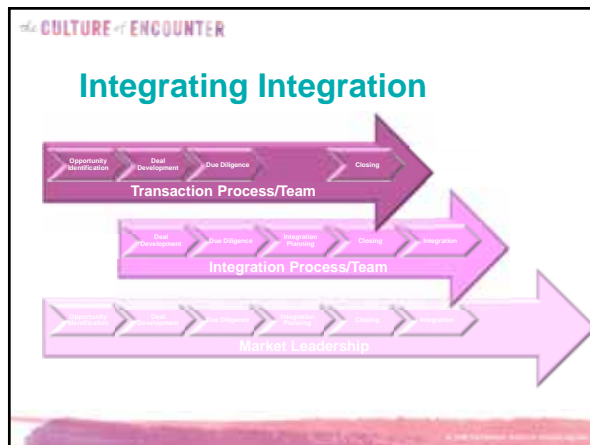 the CULTURE of ENCOUNTER
Integrating Integration
Opportunity
Identification
Deal
Development
Due Diligence
Closing
Transaction Process/Team
Deal
Development
Due Diligence
Integration
Planning
Closing
Integration
Integration Process/Team
Opportunity
Identification
Deal
Development
Due Diligence
Integration
Planning
Closing
Integration
Market Leadership